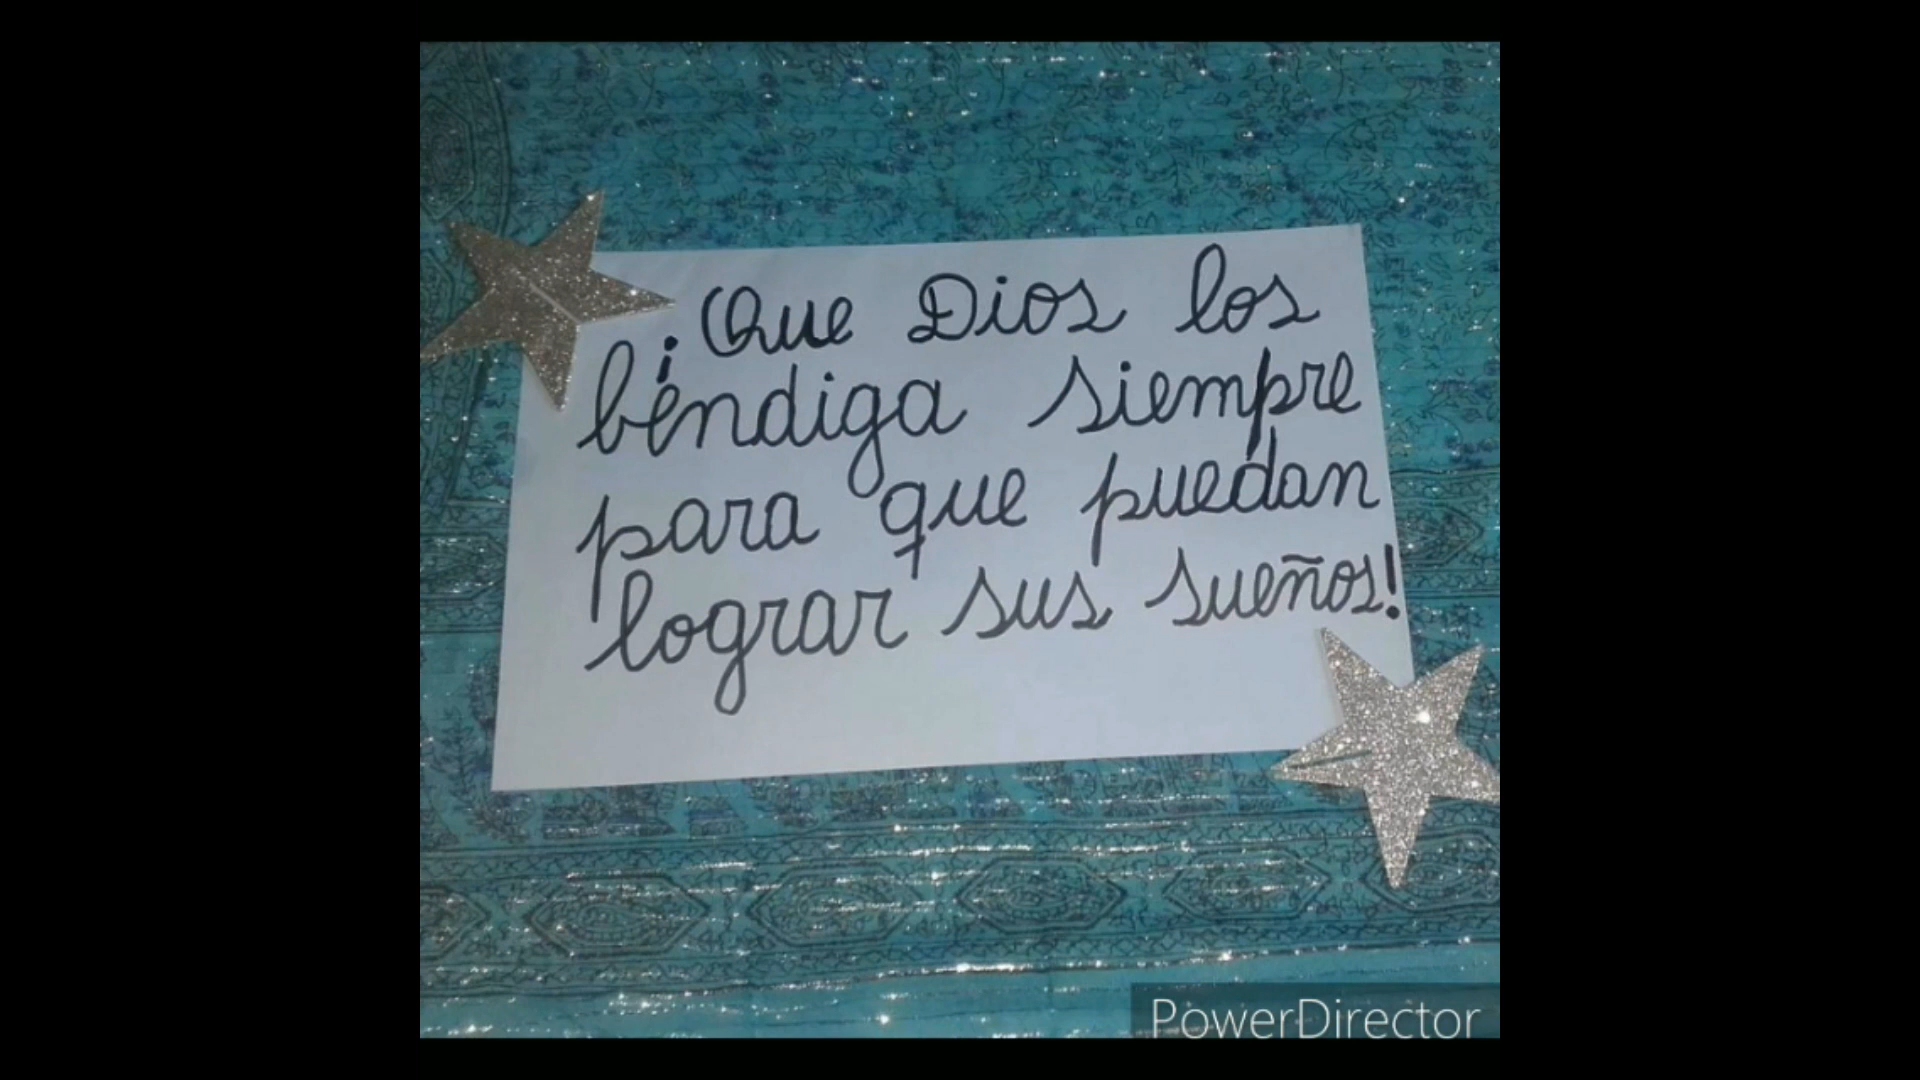 ¡Que Dios los
bendiga siempre
para que puedan
lograr sus sueños!
PowerDirector